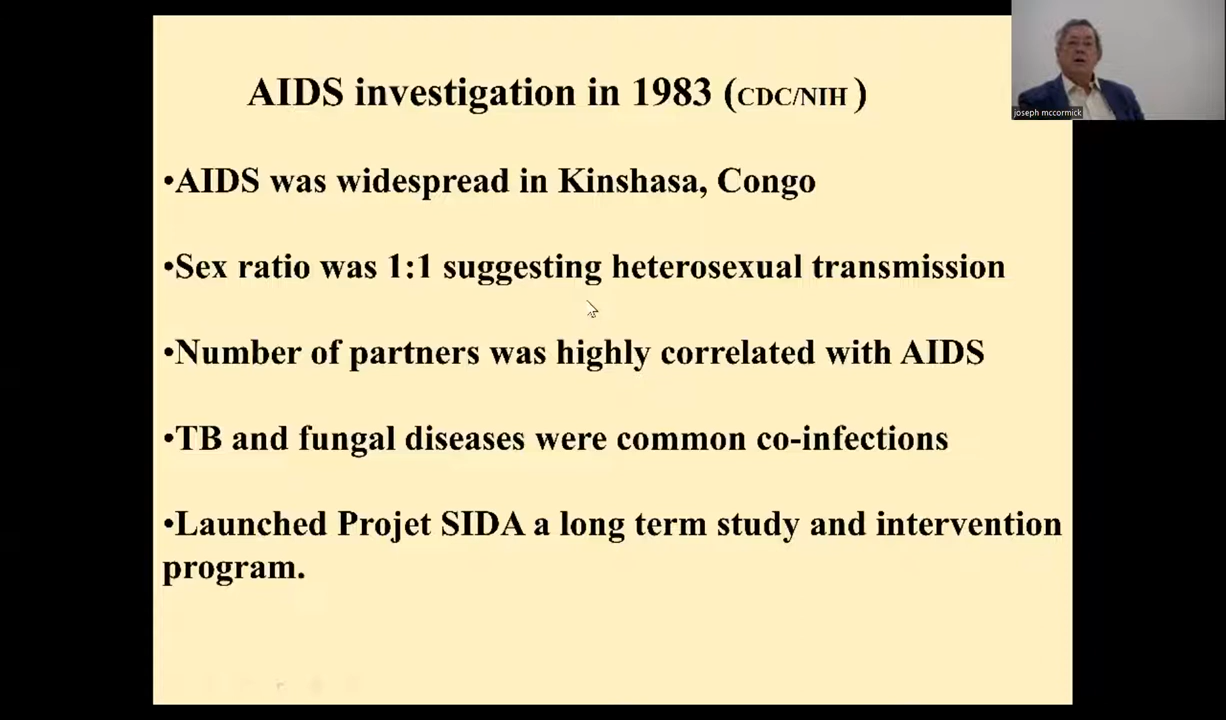 AIDS investigation in 1983 (CDC/NIH )
joseph mccormick
•AIDS was widespread in Kinshasa, Congo
•Sex ratio was 1:1 suggesting heterosexual transmission
•Number of partners was highly correlated with AIDS
•TB and fungal diseases were common co-infections
•Launched Projet SIDA a long term study and intervention
program.